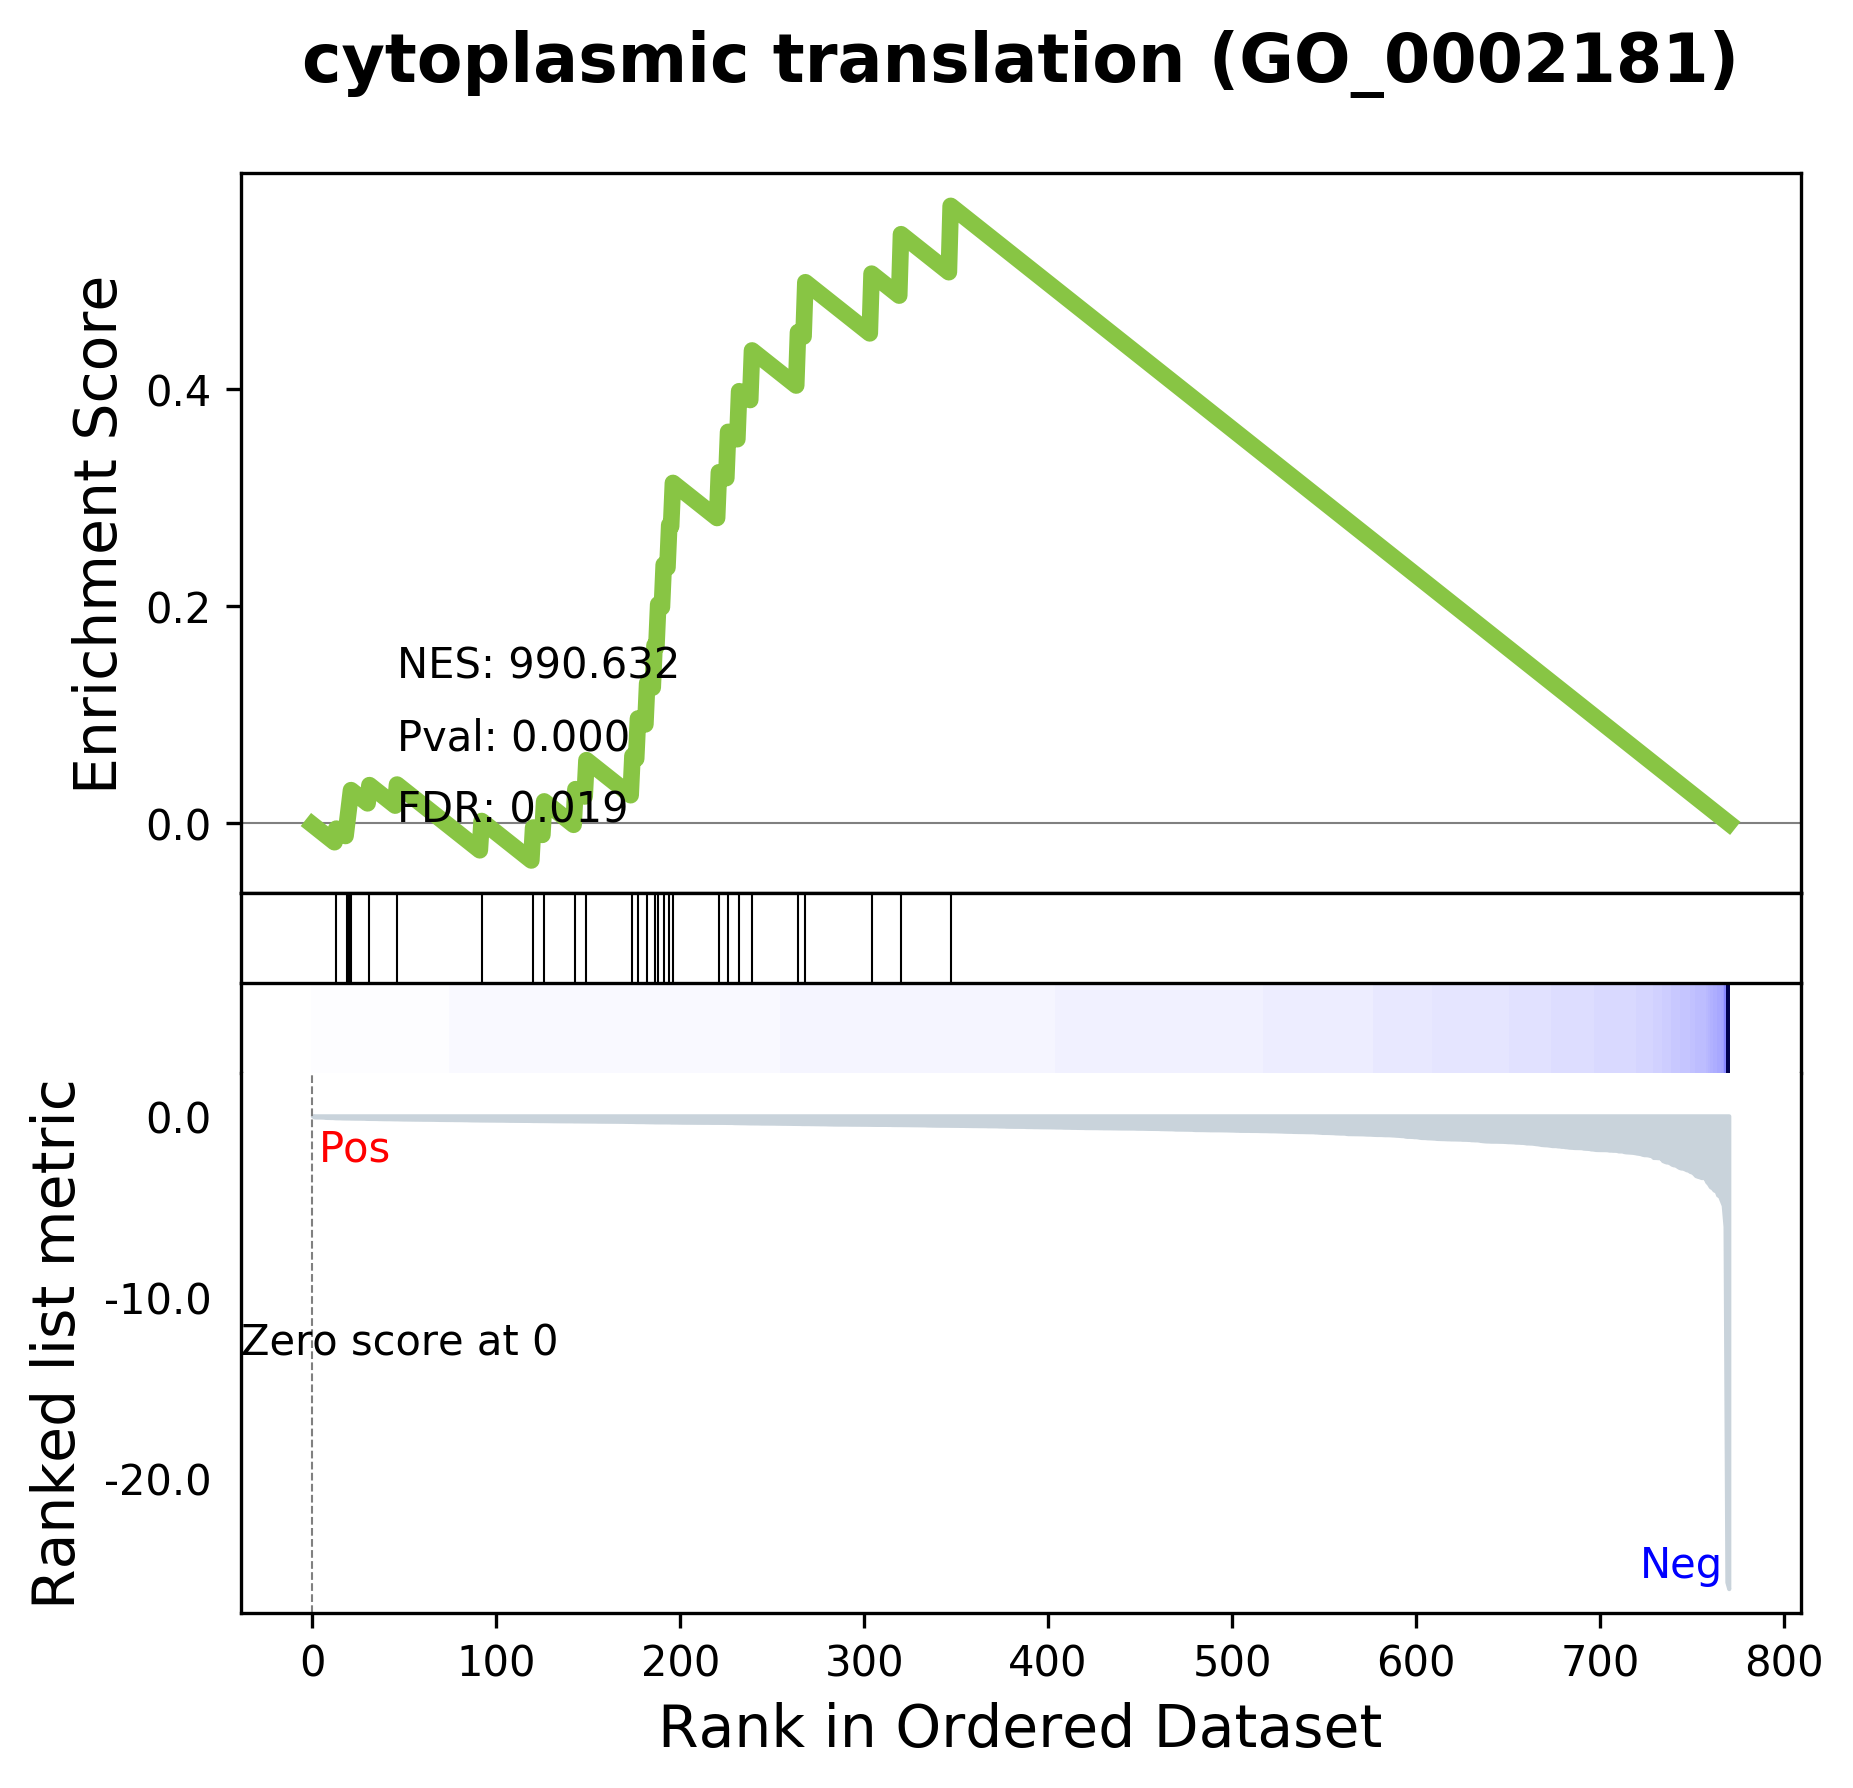 cytoplasmic translation (GO_0002181)
Enrichment Score
0.4
0.2
0.0
NES: 990.632
Pval: 0.000
FDR: 0.019
Ranked list metric
0.0
-10.0
-20.0
Pos
Zero score at 0
Neg
0 100 200 300 400 500 600 700 800
Rank in Ordered Dataset